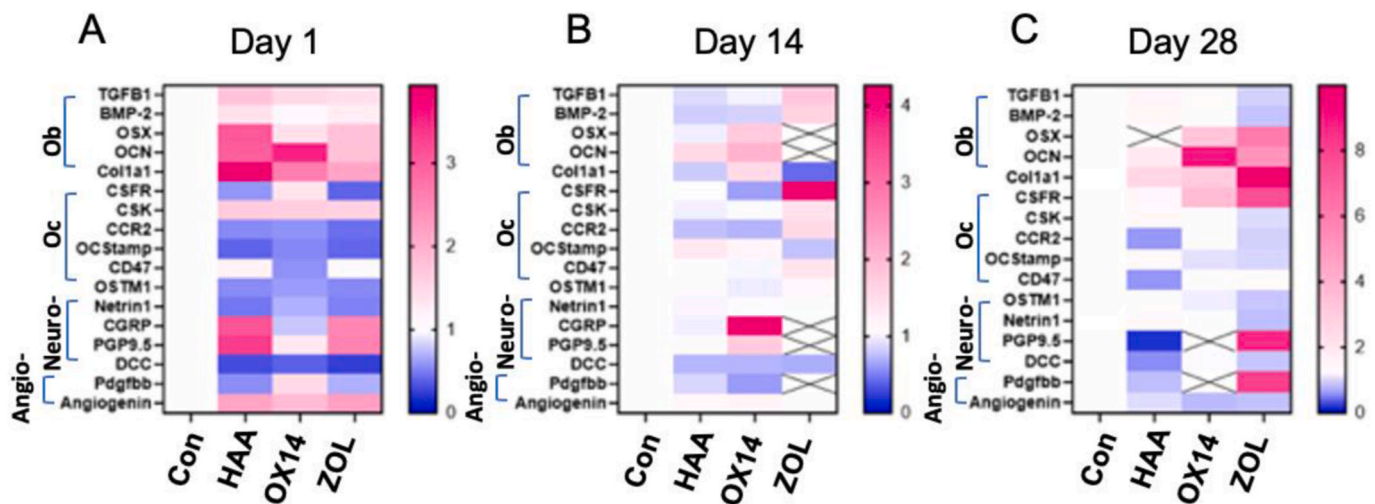 A
Day 1
Ob
Oc
Neuro-
Angio-
TGFB1
BMP-2
OSX
OCN
Col1a1
CSFR
CSK
CCR2
OCStamp
CD47
OSTM1
Netrin1
CGRP
PGP9.5
DCC
Pdgfbb
Angiogenin
Con
HAA
OX14
ZOL
3
2
1
0
B
Day 14
Ob
Oc
Neuro-
Angio-
TGFB1
BMP-2
OSX
OCN
Col1a1
CSFR
CSK
CCR2
OCStamp
CD47
OSTM1
Netrin1
CGRP
PGP9.5
DCC
Pdgfbb
Angiogenin
Con
HAA
OX14
ZOL
4
3
2
1
0
C
Day 28
Ob
Oc
Neuro-
Angio-
TGFB1
BMP-2
OSX
OCN
Col1a1
CSFR
CSK
CCR2
OCStamp
CD47
OSTM1
Netrin1
PGP9.5
DCC
Pdgfbb
Angiogenin
Con
HAA
OX14
ZOL
8
6
4
2
0